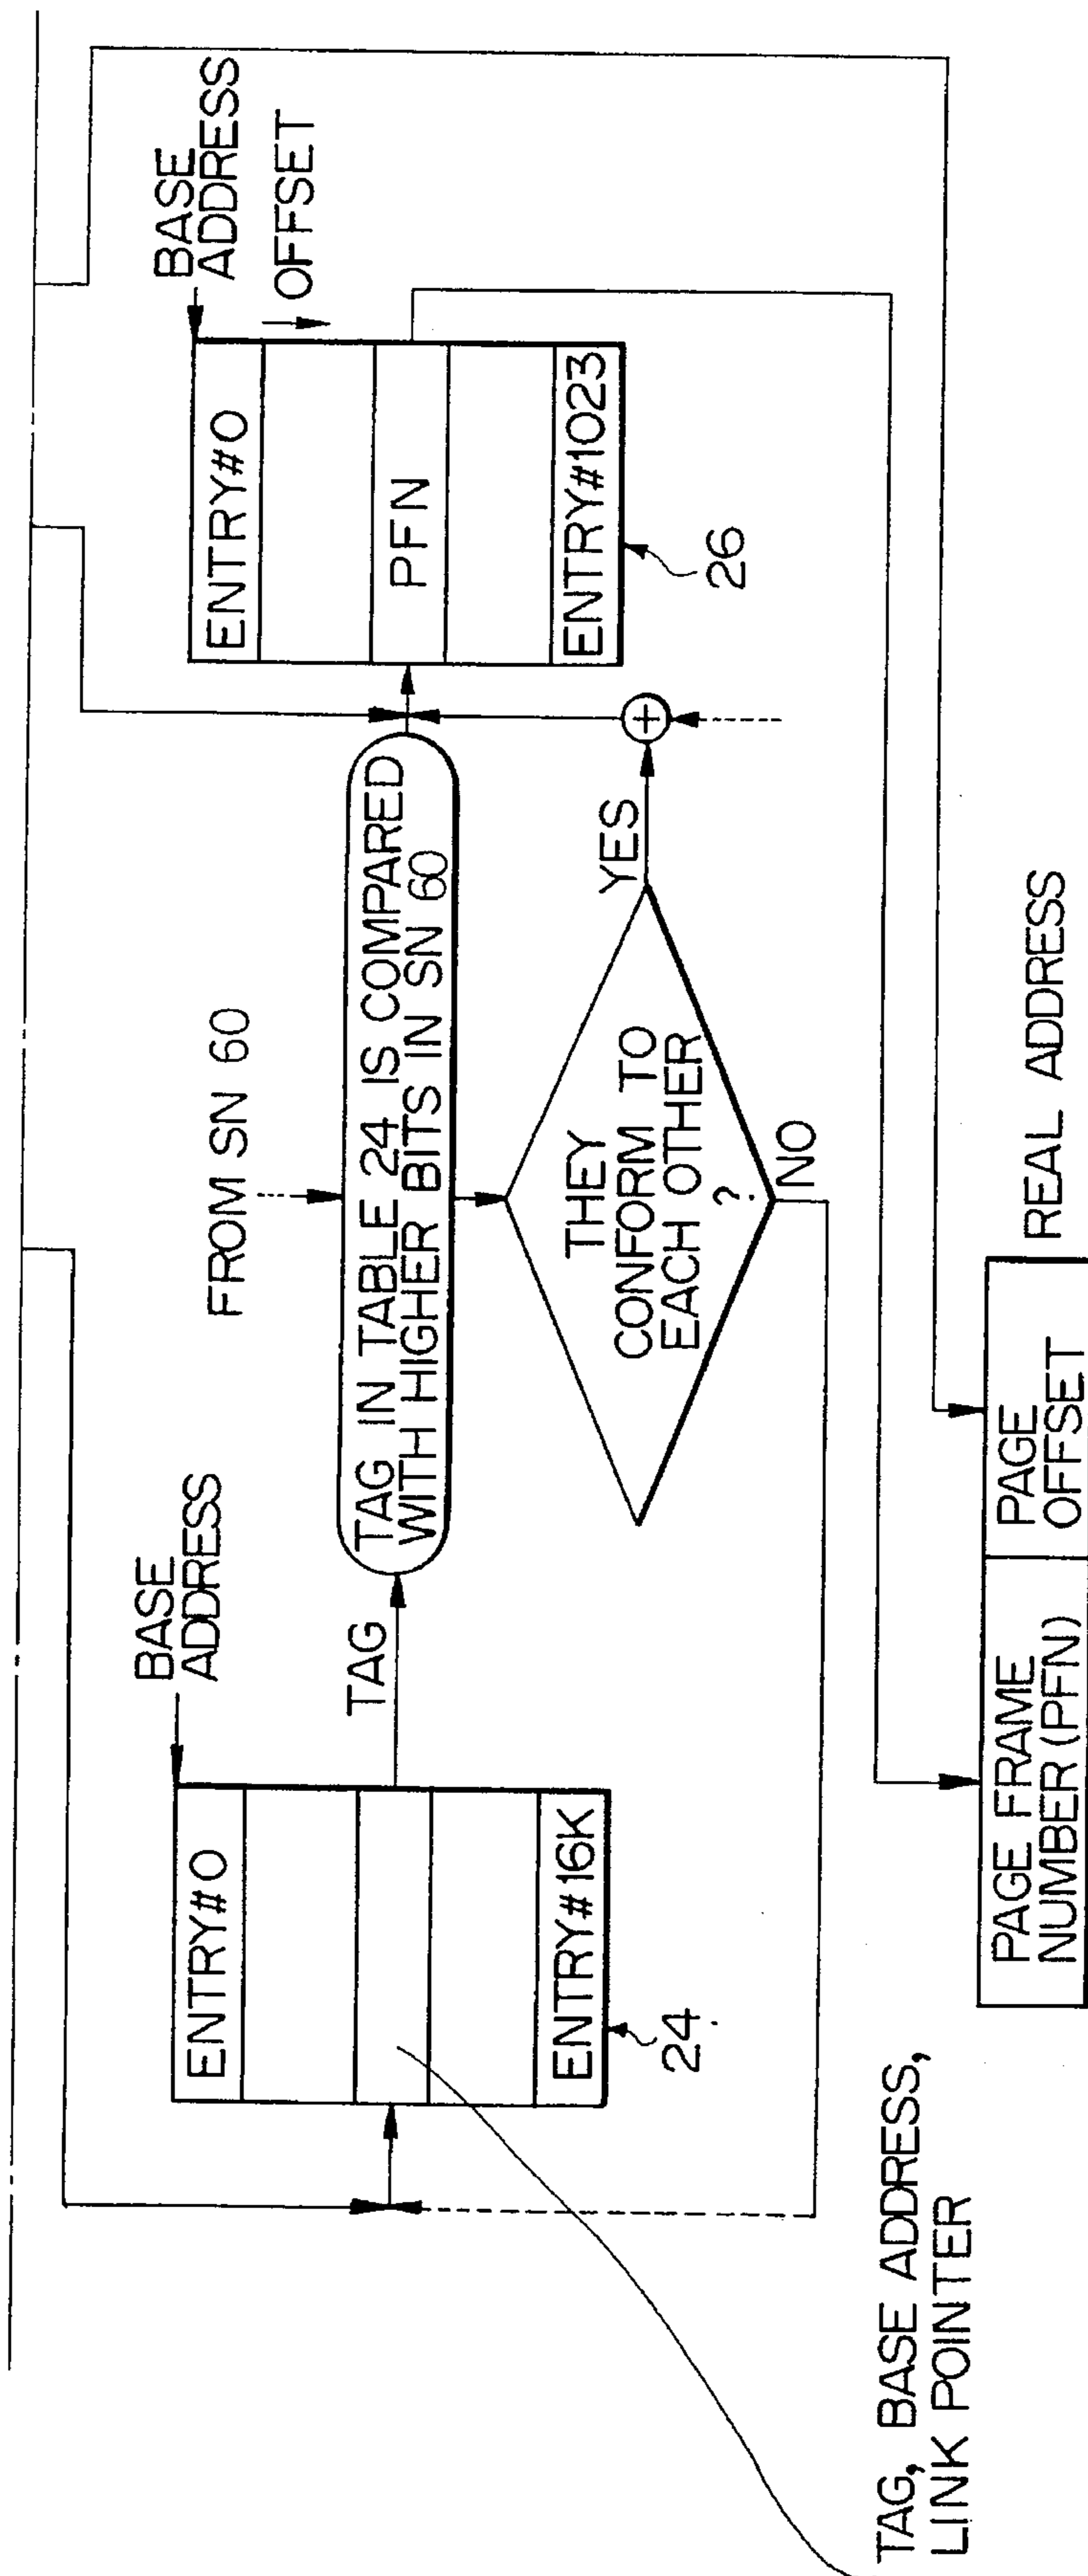 BASE
ADDRESS
ENTRY#0
ENTRY#16K
24
TAG, BASE ADDRESS,
LINK POINTER
TAG
FROM SN 60
TAG IN TABLE 24 IS COMPARED
WITH HIGHER BITS IN SN 60
THEY
CONFORM TO
EACH OTHER
?
YES
NO
+
BASE
ADDRESS
OFFSET
ENTRY#0
PFN
ENTRY#1023
26
PAGE FRAME
NUMBER (PFN)
PAGE
OFFSET
REAL ADDRESS